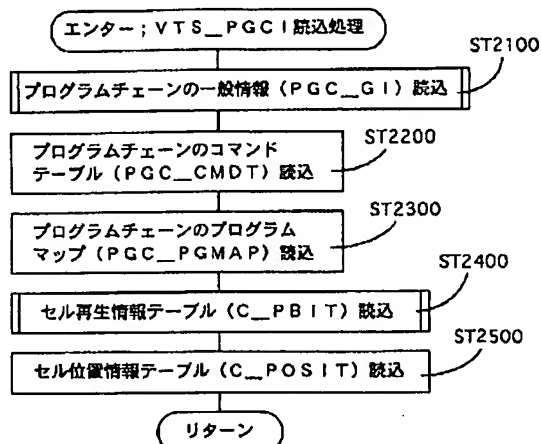 エンター；ＶＴＳ＿ＰＧＣＩ読込処理
ST2100
プログラムチェーンの一般情報（ＰＧＣ＿ＧＩ）読込
ST2200
プログラムチェーンのコマンド
テーブル（ＰＧＣ＿ＣＭＤＴ）読込
ST2300
プログラムチェーンのプログラム
マップ（ＰＧＣ＿ＰＧＭＡＰ）読込
ST2400
セル再生情報テーブル（Ｃ＿ＰＢＩＴ）読込
ST2500
セル位置情報テーブル（Ｃ＿ＰＯＳＩＴ）読込
リターン